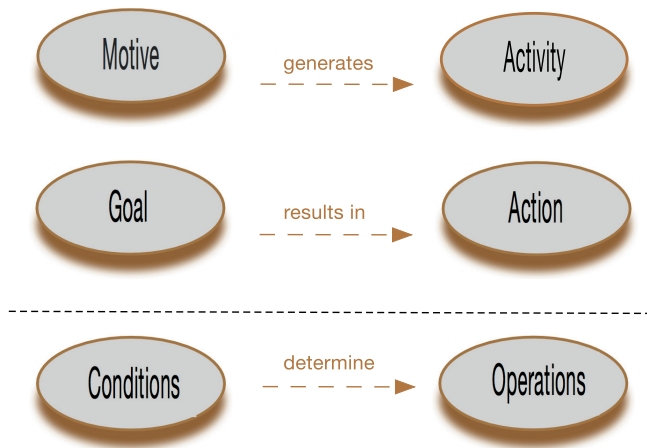 Motive
generates
Activity
Goal
results in
Action
Conditions
determine
Operations